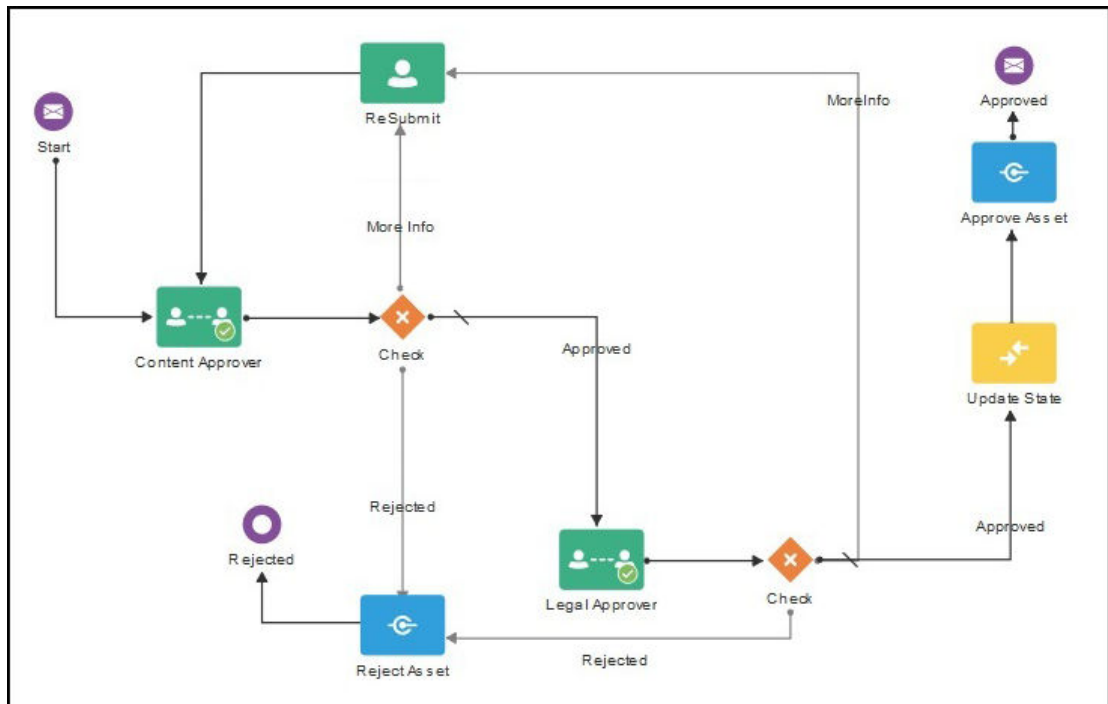 MoreInfo
Approved
ReSubmit
Start
Approve Asset
More Info
Approved
Content Approver
Check
Update State
Rejected
Approved
Rejected
Legal Approver
Check
Rejected
Reject Asset